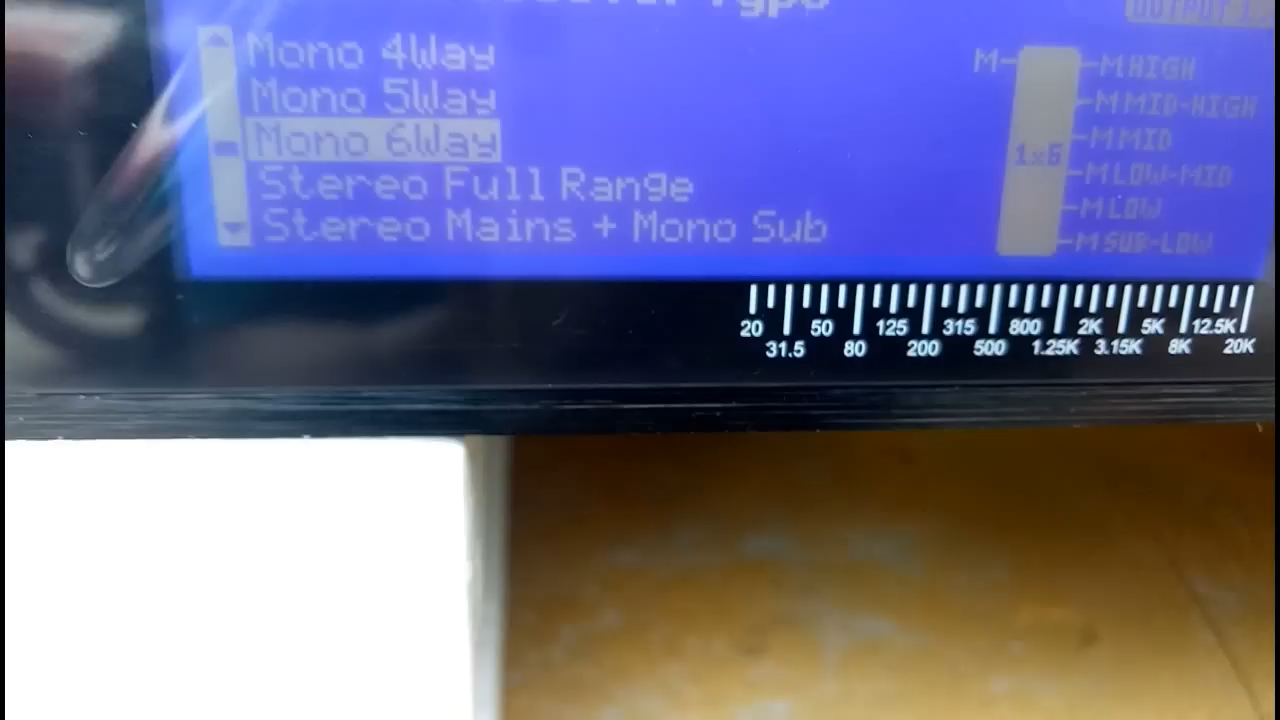 Type
Mono 4Way
Mono 5Way
Mono 6Way
Stereo Full Range
Stereo Mains + Mono Sub
M
1x6
M HIGH
M MID-HIGH
M MID
M LOW-MID
M LOW
M SUB-LOW
20 50 125 315 800 2K 5K 12.5K
31.5 80 200 500 1.25K 3.15K 8K 20K